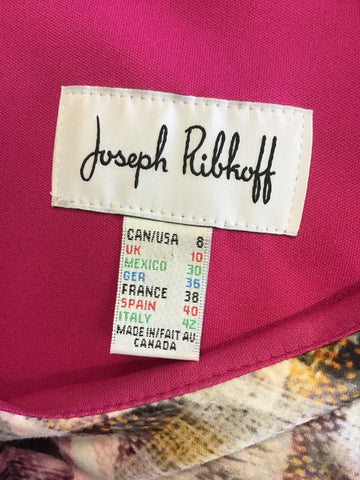 Joseph Ribkoff
CAN/USA 8
UK 10
MEXICO 30
GER 36
FRANCE 38
SPAIN 40
ITALY 42
MADE IN/FAIT AU
CANADA